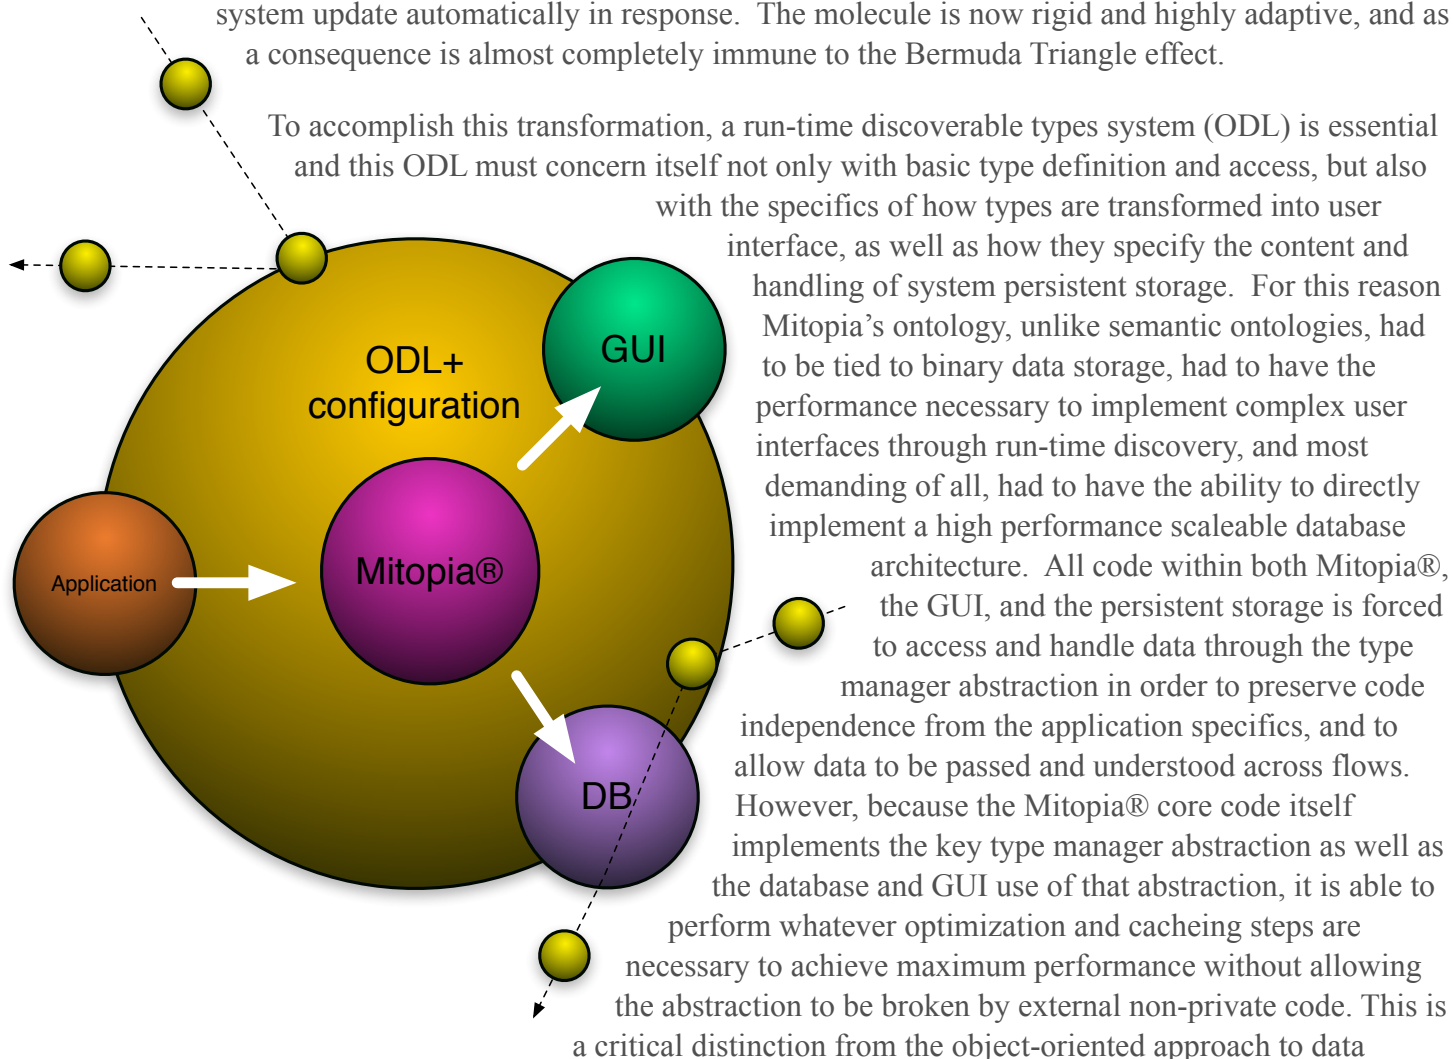 system update automatically in response.  The molecule is now rigid and highly adaptive, and as
a consequence is almost completely immune to the Bermuda Triangle effect.
To accomplish this transformation, a run-time discoverable types system (ODL) is essential
and this ODL must concern itself not only with basic type definition and access, but also
with the specifics of how types are transformed into user
interface, as well as how they specify the content and
handling of system persistent storage.  For this reason
Mitopia’s ontology, unlike semantic ontologies, had
to be tied to binary data storage, had to have the
performance necessary to implement complex user
interfaces through run-time discovery, and most
demanding of all, had to have the ability to directly
implement a high performance scaleable database
architecture.  All code within both Mitopia®,
the GUI, and the persistent storage is forced
to access and handle data through the type
manager abstraction in order to preserve code
independence from the application specifics, and to
allow data to be passed and understood across flows.
However, because the Mitopia® core code itself
implements the key type manager abstraction as well as
the database and GUI use of that abstraction, it is able to
perform whatever optimization and cacheing steps are
necessary to achieve maximum performance without allowing
the abstraction to be broken by external non-private code. This is
a critical distinction from the object-oriented approach to data
ODL+
configuration
GUI
Application
Mitopia®
DB